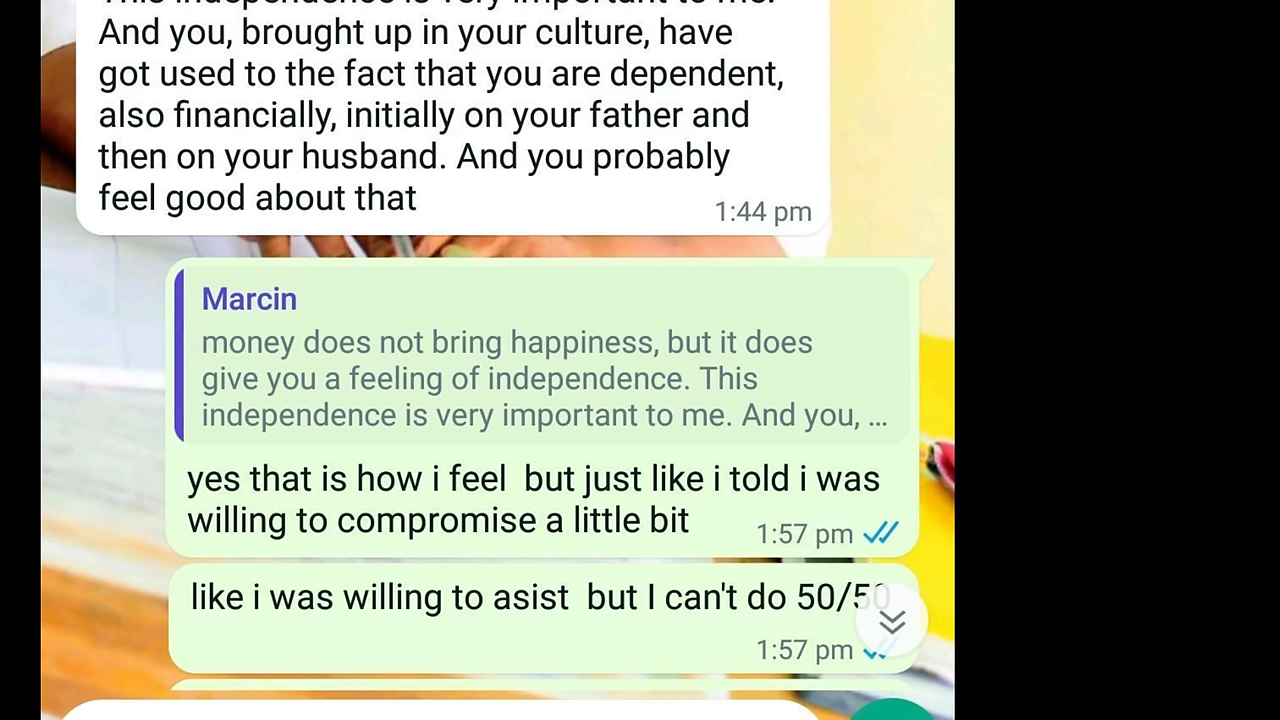 And you, brought up in your culture, have
got used to the fact that you are dependent,
also financially, initially on your father and
then on your husband. And you probably
feel good about that
1:44 pm
Marcin
money does not bring happiness, but it does
give you a feeling of independence. This
independence is very important to me. And you, ...
yes that is how i feel  but just like i told i was
willing to compromise a little bit
1:57 pm
like i was willing to asist  but I can't do 50/50
1:57 pm